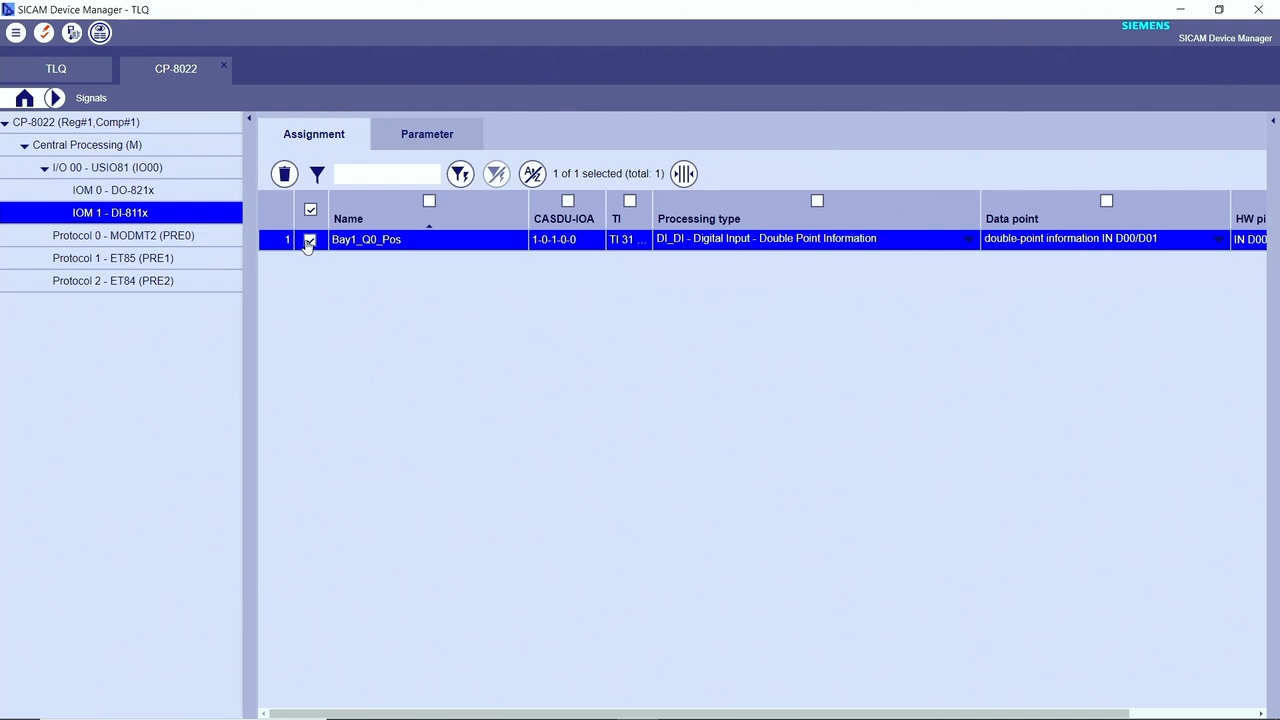 SICAM Device Manager - TLQ
SIEMENS
SICAM Device Manager
TLQ
CP-8022
Signals
CP-8022 (Reg#1,Comp#1)
Central Processing (M)
I/O 00 - USIO81 (IO00)
IOM 0 - DO-821x
IOM 1 - DI-811x
Protocol 0 - MODMT2 (PRE0)
Protocol 1 - ET85 (PRE1)
Protocol 2 - ET84 (PRE2)
Assignment Parameter
1 of 1 selected (total: 1)
Name CASDU-IOA TI Processing type Data point HW pi
1 Bay1_Q0_Pos 1-0-1-0-0 TI 31 ... DI_DI - Digital Input - Double Point Information double-point information IN D00/D01 IN D00